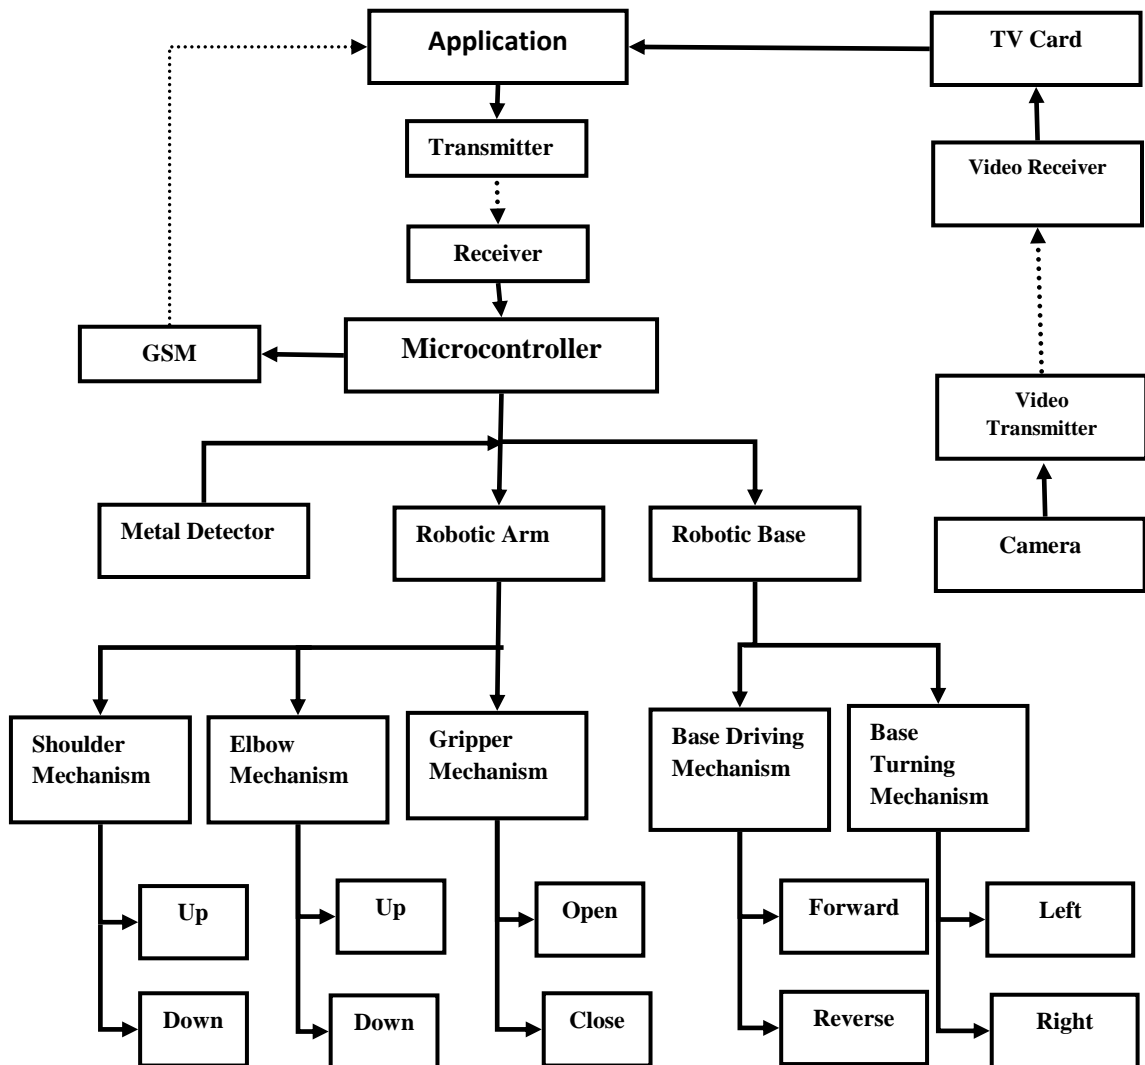 Application
TV Card
Transmitter
Video Receiver
Receiver
GSM
Microcontroller
Video
Transmitter
Metal Detector
Robotic Arm
Robotic Base
Camera
Shoulder
Mechanism
Elbow
Mechanism
Gripper
Mechanism
Base Driving
Mechanism
Base
Turning
Mechanism
Up
Up
Open
Forward
Left
Down
Down
Close
Reverse
Right